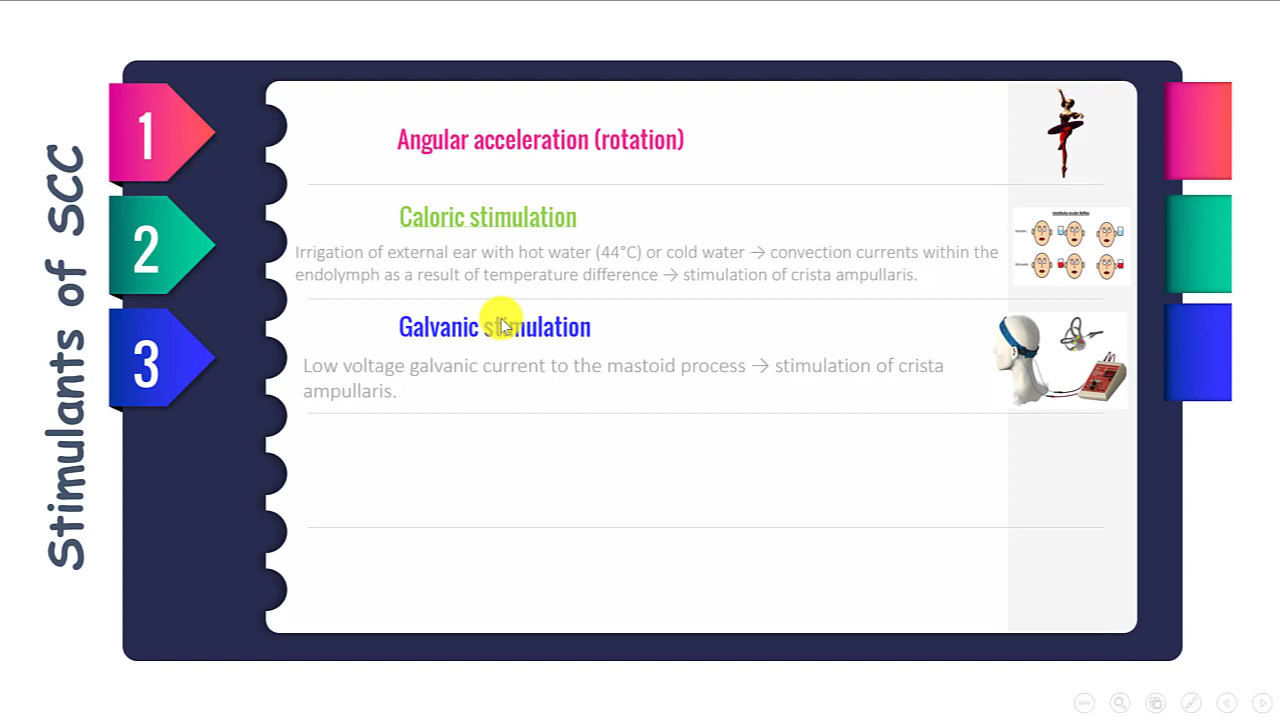 Stimulants of SCC
1
Angular acceleration (rotation)
2
Caloric stimulation
Irrigation of external ear with hot water (44°C) or cold water → convection currents within the
endolymph as a result of temperature difference → stimulation of crista ampullaris.
3
Galvanic stimulation
Low voltage galvanic current to the mastoid process → stimulation of crista
ampullaris.